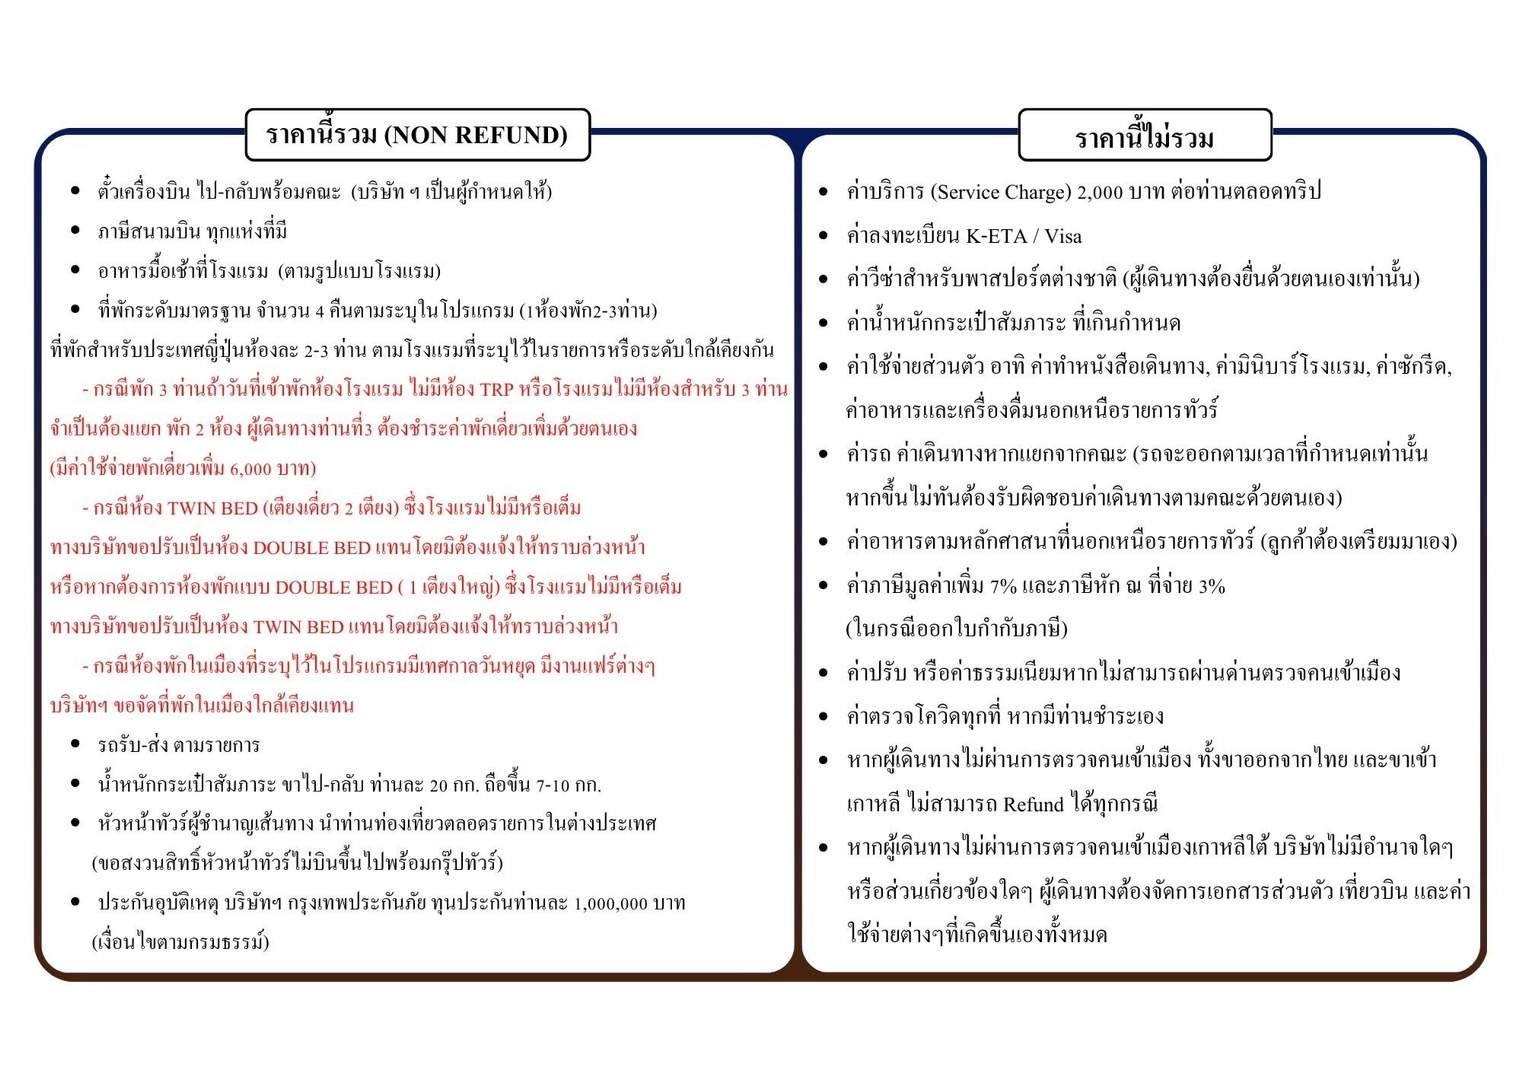 ราคานี้รวม (NON REFUND)
• ตั๋วเครื่องบิน ไป-กลับพร้อมคณะ (บริษัท ฯ เป็นผู้กำหนดให้)
• ภาษีสนามบิน ทุกแห่งที่มี
• อาหารมื้อเช้าที่โรงแรม (ตามรูปแบบโรงแรม)
• ที่พักระดับมาตรฐาน จำนวน 4 คืนตามระบุในโปรแกรม (1ห้องพัก2-3ท่าน)
ที่พักสำหรับประเทศญี่ปุ่นห้องละ 2-3 ท่าน ตามโรงแรมที่ระบุไว้ในรายการหรือระดับใกล้เคียงกัน
- กรณีพัก 3 ท่านถ้าวันที่เข้าพักห้องโรงแรม ไม่มีห้อง TRP หรือโรงแรมไม่มีห้องสำหรับ 3 ท่าน
จำเป็นต้องแยก พัก 2 ห้อง ผู้เดินทางท่านที่3 ต้องชำระค่าพักเดี่ยวเพิ่มด้วยตนเอง
(มีค่าใช้จ่ายพักเดี่ยวเพิ่ม 6,000 บาท)
- กรณีห้อง TWIN BED (เตียงเดี่ยว 2 เตียง) ซึ่งโรงแรมไม่มีหรือเต็ม
ทางบริษัทขอปรับเป็นห้อง DOUBLE BED แทนโดยมิต้องแจ้งให้ทราบล่วงหน้า
หรือหากต้องการห้องพักแบบ DOUBLE BED ( 1 เตียงใหญ่) ซึ่งโรงแรมไม่มีหรือเต็ม
ทางบริษัทขอปรับเป็นห้อง TWIN BED แทนโดยมิต้องแจ้งให้ทราบล่วงหน้า
- กรณีห้องพักในเมืองที่ระบุไว้ในโปรแกรมมีเทศกาลวันหยุด มีงานแฟร์ต่างๆ
บริษัทฯ ขอจัดที่พักในเมืองใกล้เคียงแทน
• รถรับ-ส่ง ตามรายการ
• น้ำหนักกระเป๋าสัมภาระ ขาไป-กลับ ท่านละ 20 กก. ถือขึ้น 7-10 กก.
• หัวหน้าทัวร์ผู้ชำนาญเส้นทาง นำท่านท่องเที่ยวตลอดรายการในต่างประเทศ
(ขอสงวนสิทธิ์หัวหน้าทัวร์ไม่บินขึ้นไปพร้อมกรุ๊ปทัวร์)
• ประกันอุบัติเหตุ บริษัทฯ กรุงเทพประกันภัย ทุนประกันท่านละ 1,000,000 บาท
(เงื่อนไขตามกรมธรรม์)
ราคานี้ไม่รวม
• ค่าบริการ (Service Charge) 2,000 บาท ต่อท่านตลอดทริป
• ค่าลงทะเบียน K-ETA / Visa
• ค่าวีซ่าสำหรับพาสปอร์ตต่างชาติ (ผู้เดินทางต้องยื่นด้วยตนเองเท่านั้น)
• ค่าน้ำหนักกระเป๋าสัมภาระ ที่เกินกำหนด
• ค่าใช้จ่ายส่วนตัว อาทิ ค่าทำหนังสือเดินทาง, ค่ามินิบาร์โรงแรม, ค่าซักรีด,
ค่าอาหารและเครื่องดื่มนอกเหนือรายการทัวร์
• ค่ารถ ค่าเดินทางหากแยกจากคณะ (รถจะออกตามเวลาที่กำหนดเท่านั้น
หากขึ้นไม่ทันต้องรับผิดชอบค่าเดินทางตามคณะด้วยตนเอง)
• ค่าอาหารตามหลักศาสนาที่นอกเหนือรายการทัวร์ (ลูกค้าต้องเตรียมมาเอง)
• ค่าภาษีมูลค่าเพิ่ม 7% และภาษีหัก ณ ที่จ่าย 3%
(ในกรณีออกใบกำกับภาษี)
• ค่าปรับ หรือค่าธรรมเนียมหากไม่สามารถผ่านด่านตรวจคนเข้าเมือง
• ค่าตรวจโควิดทุกที่ หากมีท่านชำระเอง
• หากผู้เดินทางไม่ผ่านการตรวจคนเข้าเมือง ทั้งขาออกจากไทย และขาเข้า
เกาหลี ไม่สามารถ Refund ได้ทุกกรณี
• หากผู้เดินทางไม่ผ่านการตรวจคนเข้าเมืองเกาหลีใต้ บริษัทไม่มีอำนาจใดๆ
หรือส่วนเกี่ยวข้องใดๆ ผู้เดินทางต้องจัดการเอกสารส่วนตัว เที่ยวบิน และค่า
ใช้จ่ายต่างๆที่เกิดขึ้นเองทั้งหมด